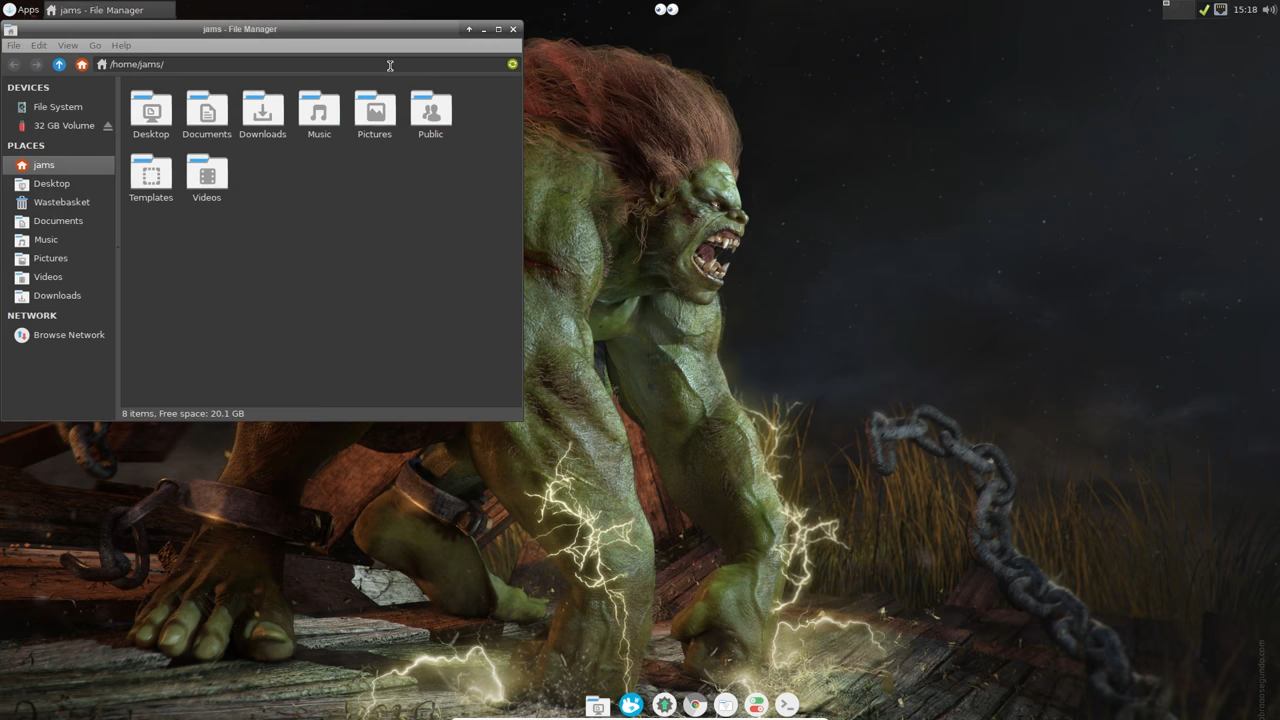 Apps
jams - File Manager
15:18
jams - File Manager
File Edit View Go Help
/home/jams/
DEVICES
File System
32 GB Volume
PLACES
jams
Desktop
Wastebasket
Documents
Music
Pictures
Videos
Downloads
NETWORK
Browse Network
Desktop Documents Downloads Music Pictures Public
Templates Videos
8 items, Free space: 20.1 GB